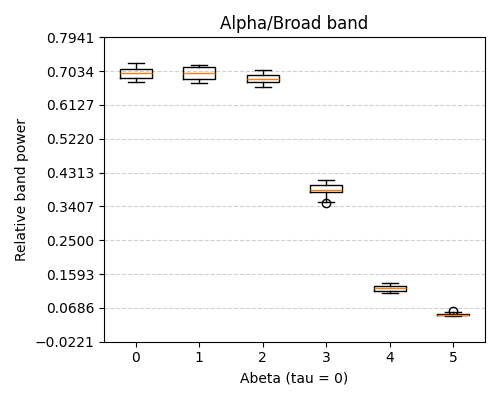 Alpha/Broad band
0.7941
0.7034
0.6127
0.5220
0.4313
0.3407
0.2500
0.1593
0.0686
−0.0221
Relative band power
0 1 2 3 4 5
Abeta (tau = 0)